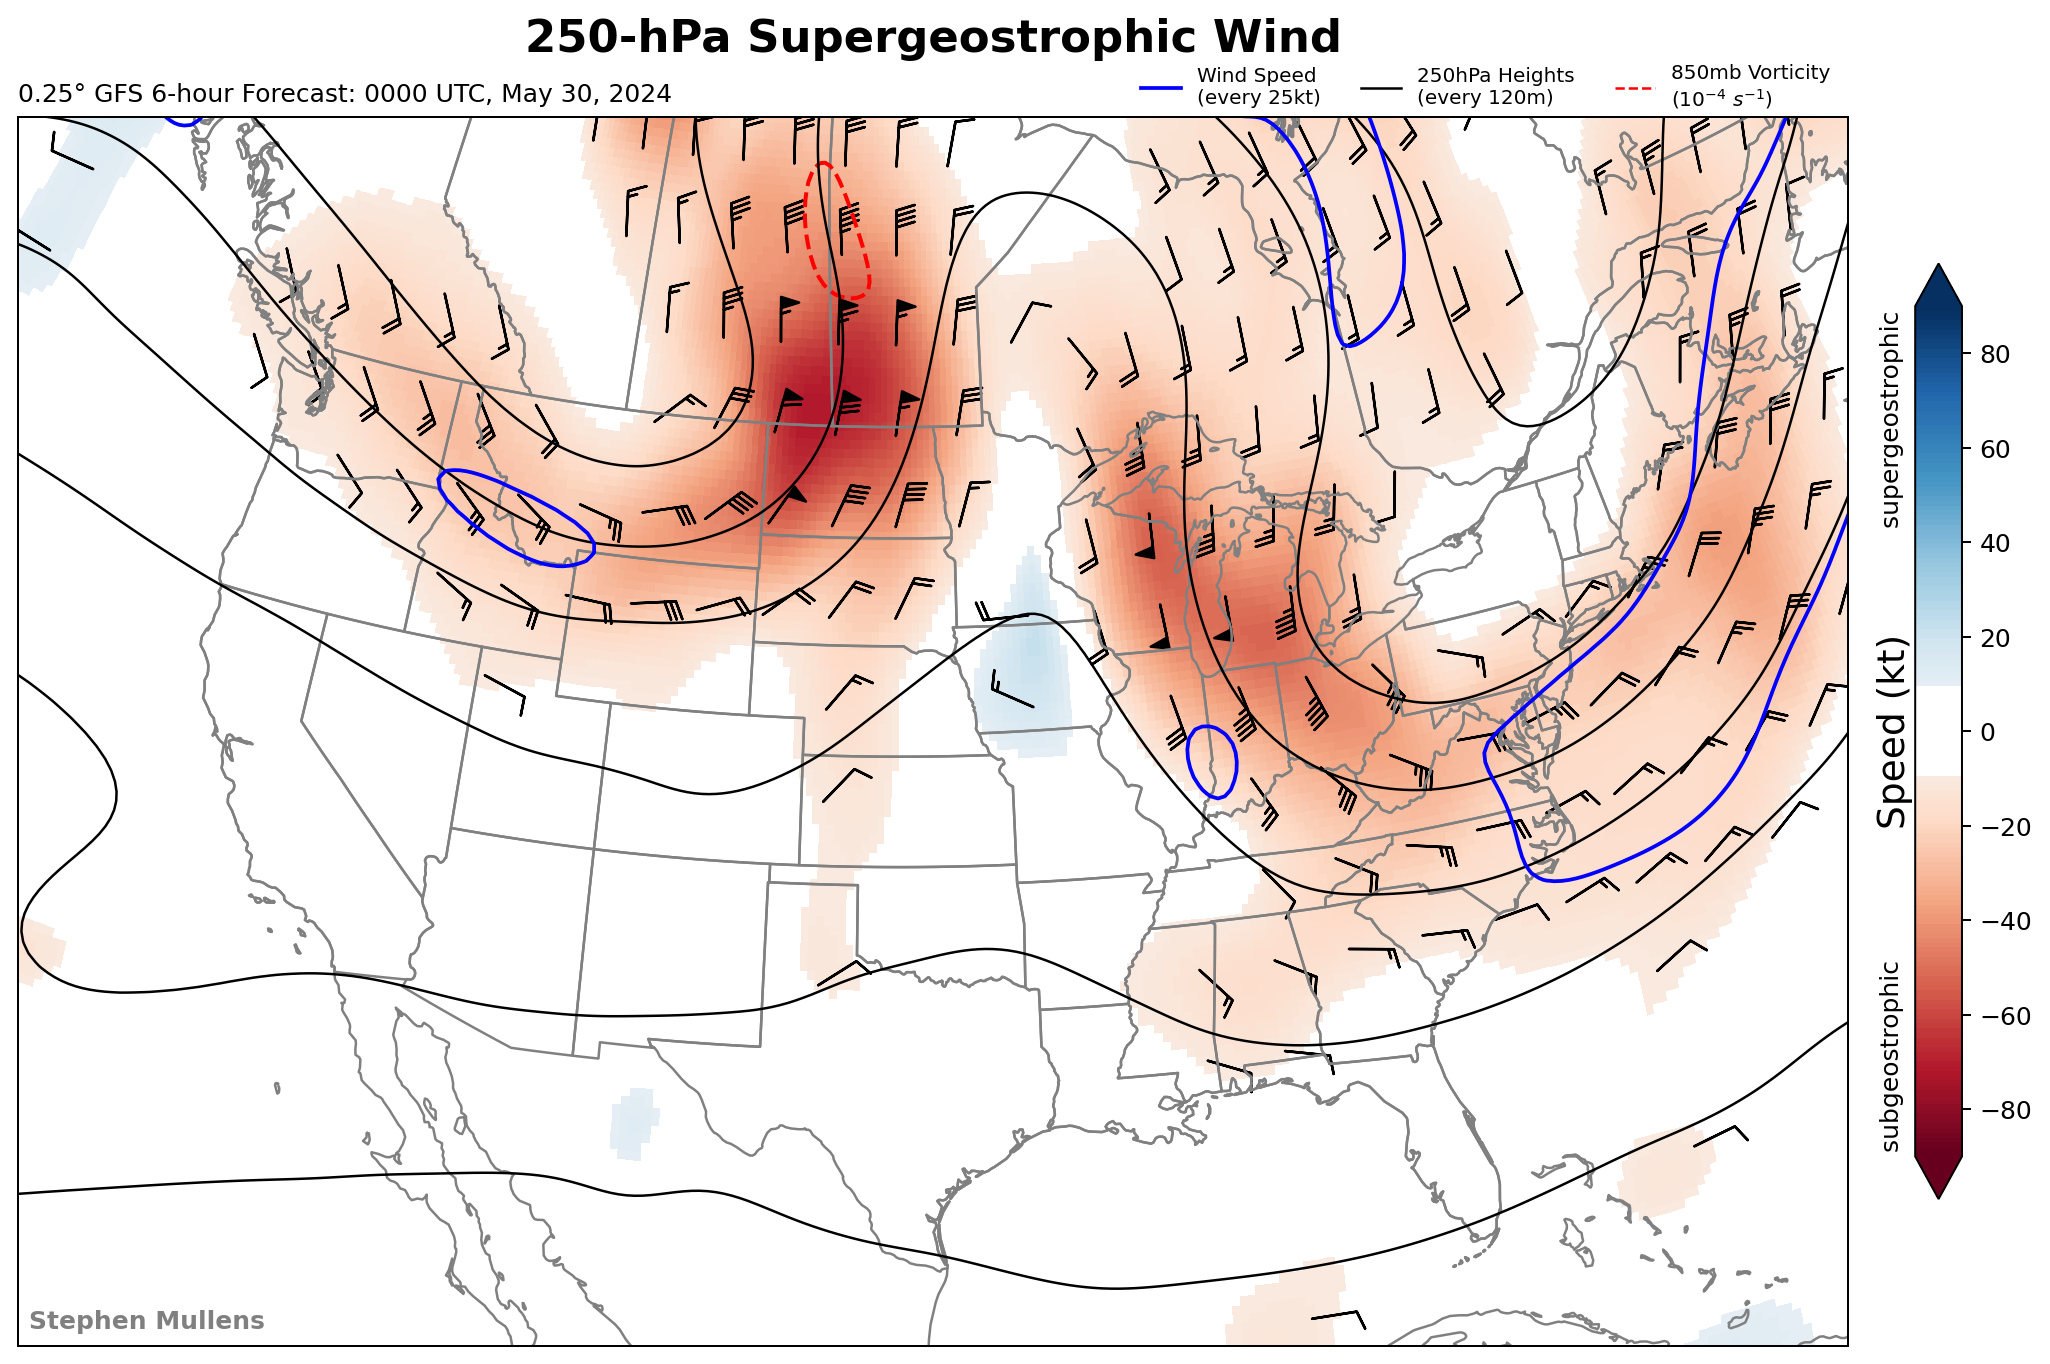 250-hPa Supergeostrophic Wind
0.25° GFS 6-hour Forecast: 0000 UTC, May 30, 2024
Wind Speed
(every 25kt)
250hPa Heights
(every 120m)
850mb Vorticity
(10⁻⁴ s⁻¹)
supergeostrophic
Speed (kt)
subgeostrophic
80
60
40
20
0
−20
−40
−60
−80
Stephen Mullens